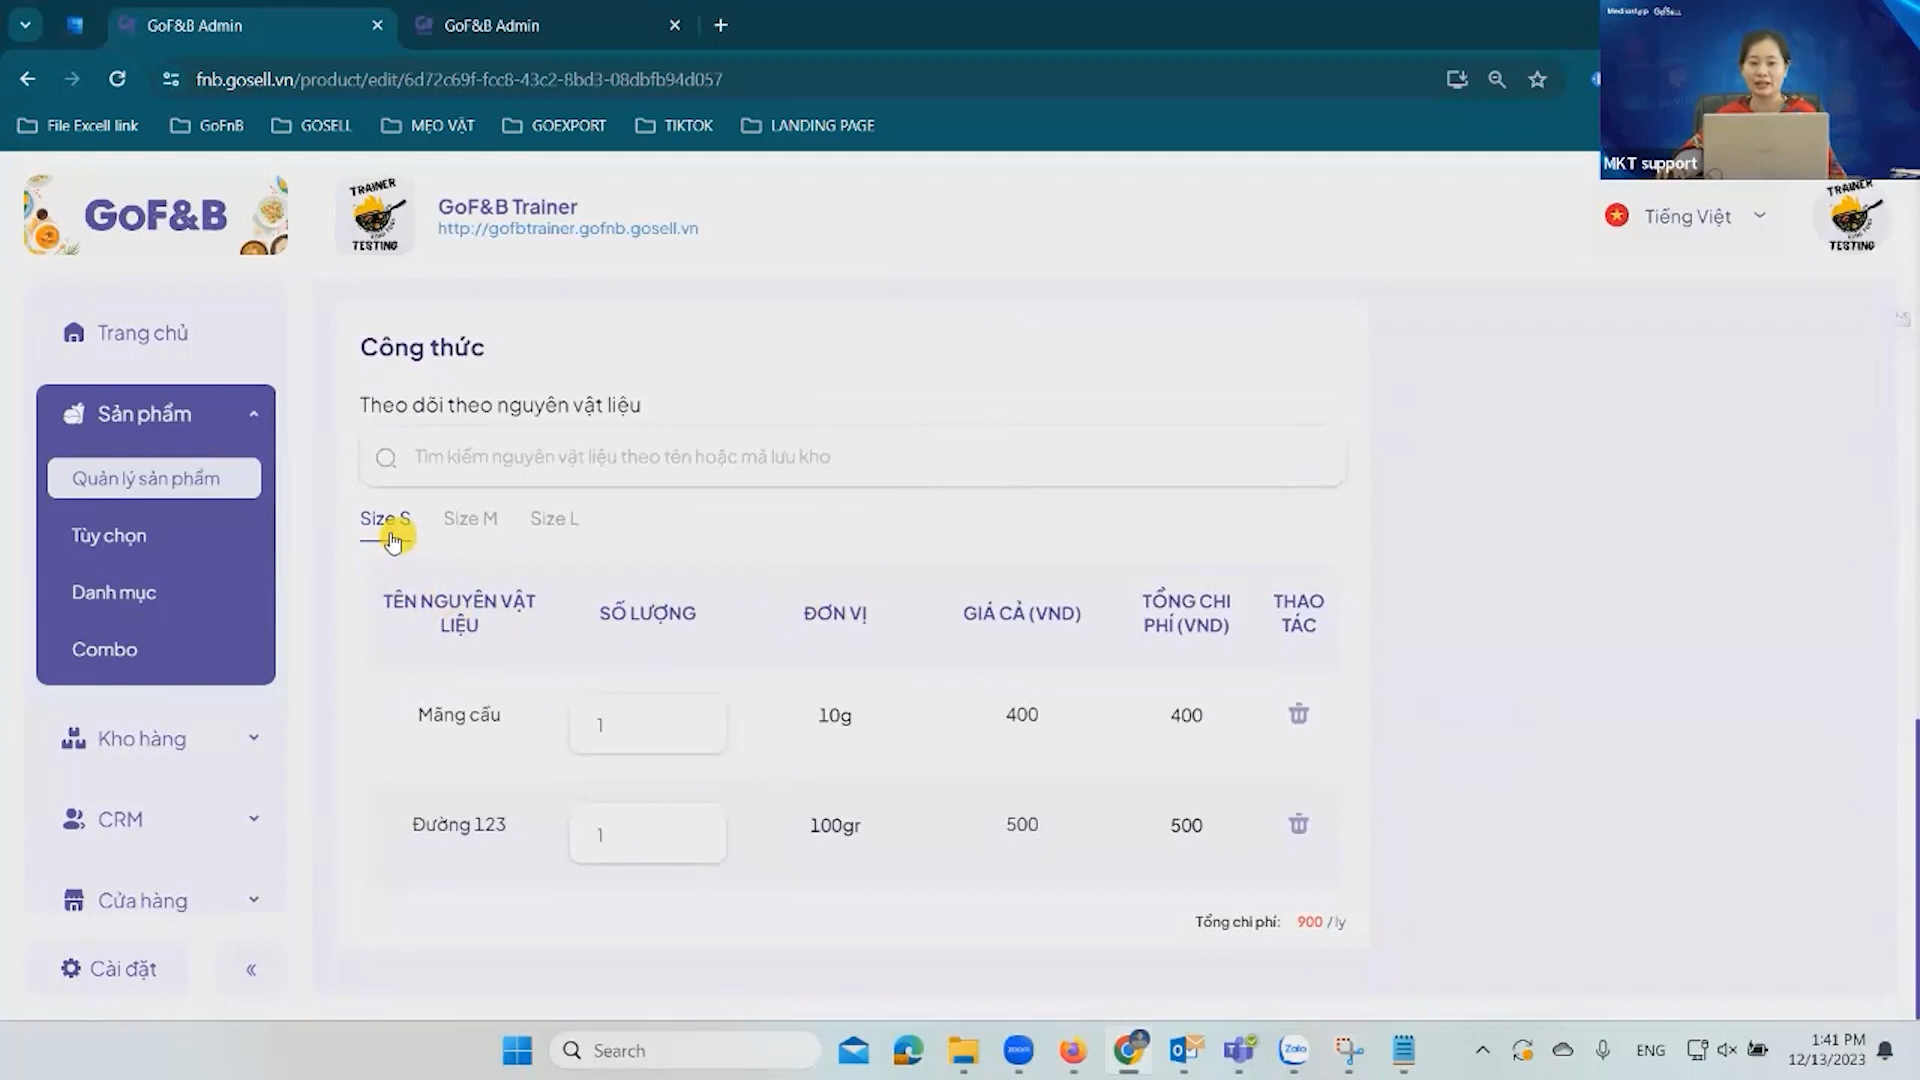 GoF&B Admin
GoF&B Admin
fnb.gosell.vn/product/edit/6d72c69f-fcc8-43c2-8bd3-08dbfb94d057
File Excell link
GoFnB
GOSELL
MẸO VẶT
GOEXPORT
TIKTOK
LANDING PAGE
GoSELL
MKT support
GoF&B
TRAINER
TESTING
GoF&B Trainer
http://gofbtrainer.gofnb.gosell.vn
Tiếng Việt
TRAINER
TESTING
Trang chủ
Sản phẩm
Quản lý sản phẩm
Tùy chọn
Danh mục
Combo
Kho hàng
CRM
Cửa hàng
Cài đặt
Công thức
Theo dõi theo nguyên vật liệu
Tìm kiếm nguyên vật liệu theo tên hoặc mã lưu kho
Size S
Size M
Size L
TÊN NGUYÊN VẬT LIỆU
SỐ LƯỢNG
ĐƠN VỊ
GIÁ CẢ (VND)
TỔNG CHI PHÍ (VND)
THAO TÁC
Mãng cầu
1
10g
400
400
Đường 123
1
100gr
500
500
Tổng chi phí: 900 / ly
Search
zoom
Zalo
ENG
1:41 PM
12/13/2023